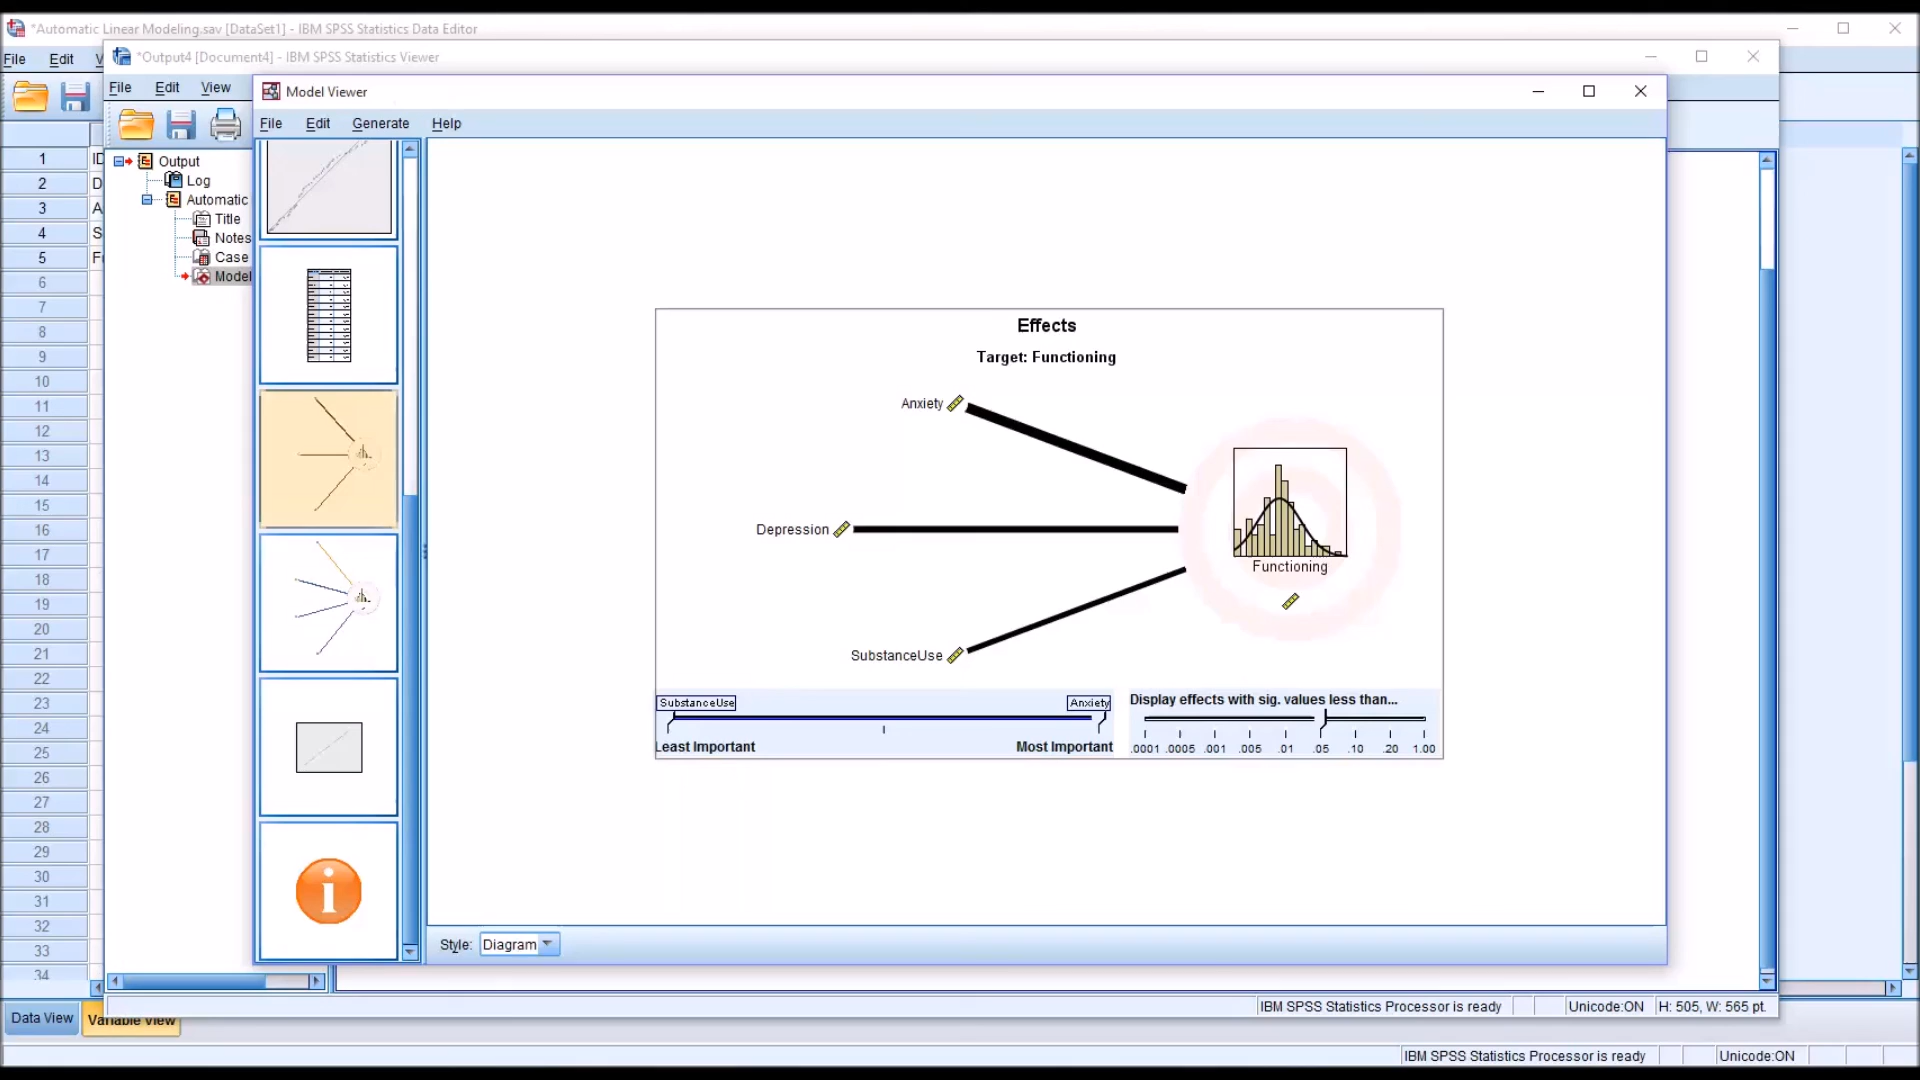 *Automatic Linear Modeling.sav [DataSet1] - IBM SPSS Statistics Data Editor
File Edit V
*Output4 [Document4] - IBM SPSS Statistics Viewer
File Edit View
Model Viewer
File Edit Generate Help
Output
Log
Automatic
Title
Notes
Case
Model
1 ID
2 D
3 A
4 S
5 F
6
7
8
9
10
11
12
13
14
15
16
17
18
19
20
21
22
23
24
25
26
27
28
29
30
31
32
33
34
Effects
Target: Functioning
Anxiety
Depression
Functioning
SubstanceUse
SubstanceUse Anxiety
Least Important Most Important
Display effects with sig. values less than...
.0001 .0005 .001 .005 .01 .05 .10 .20 1.00
Style: Diagram
IBM SPSS Statistics Processor is ready Unicode:ON H: 505, W: 565 pt.
Data View Variable View
IBM SPSS Statistics Processor is ready Unicode:ON